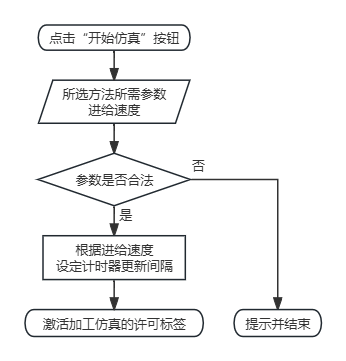 点击“开始仿真”按钮
所选方法所需参数
进给速度
参数是否合法
否
是
根据进给速度
设定计时器更新间隔
激活加工仿真的许可标签
提示并结束